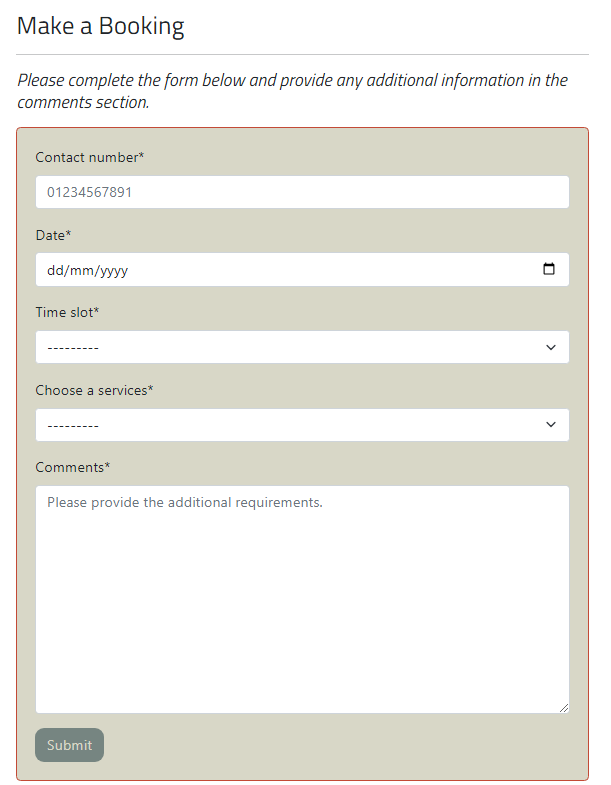 Make a Booking
Please complete the form below and provide any additional information in the
comments section.
Contact number*
01234567891
Date*
dd/mm/yyyy
Time slot*
---------
Choose a services*
---------
Comments*
Please provide the additional requirements.
Submit